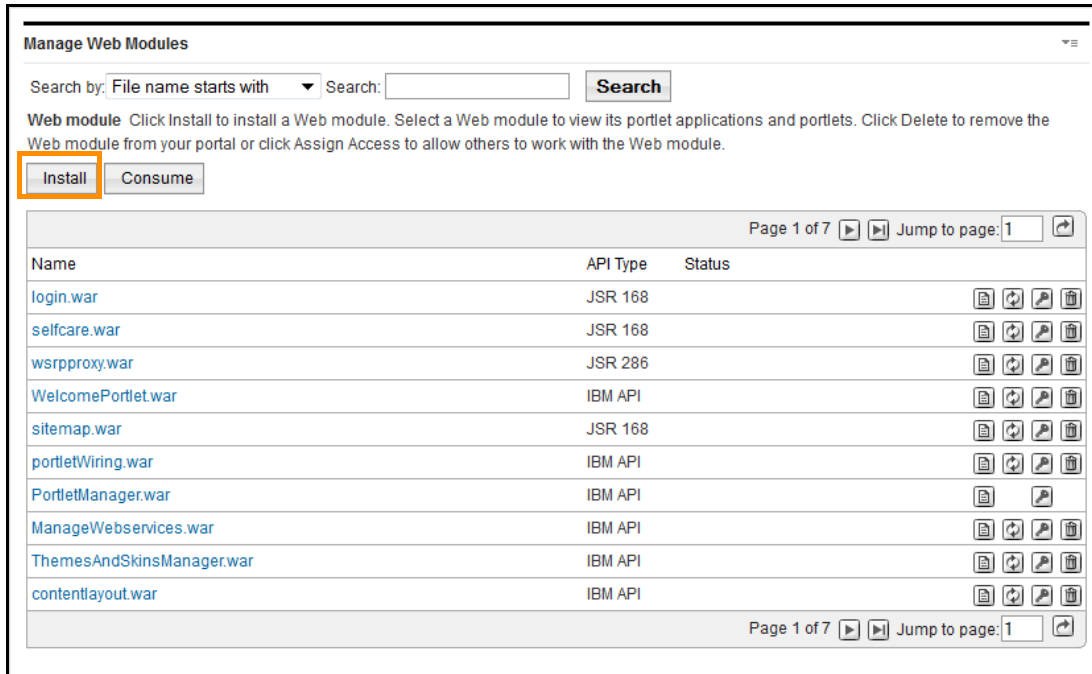 Manage Web Modules
Search by: File name starts with Search: Search
Web module Click Install to install a Web module. Select a Web module to view its portlet applications and portlets. Click Delete to remove the
Web module from your portal or click Assign Access to allow others to work with the Web module.
Install Consume
Page 1 of 7 Jump to page: 1
Name API Type Status
login.war JSR 168
selfcare.war JSR 168
wsrpproxy.war JSR 286
WelcomePortlet.war IBM API
sitemap.war JSR 168
portletWiring.war IBM API
PortletManager.war IBM API
ManageWebservices.war IBM API
ThemesAndSkinsManager.war IBM API
contentlayout.war IBM API
Page 1 of 7 Jump to page: 1